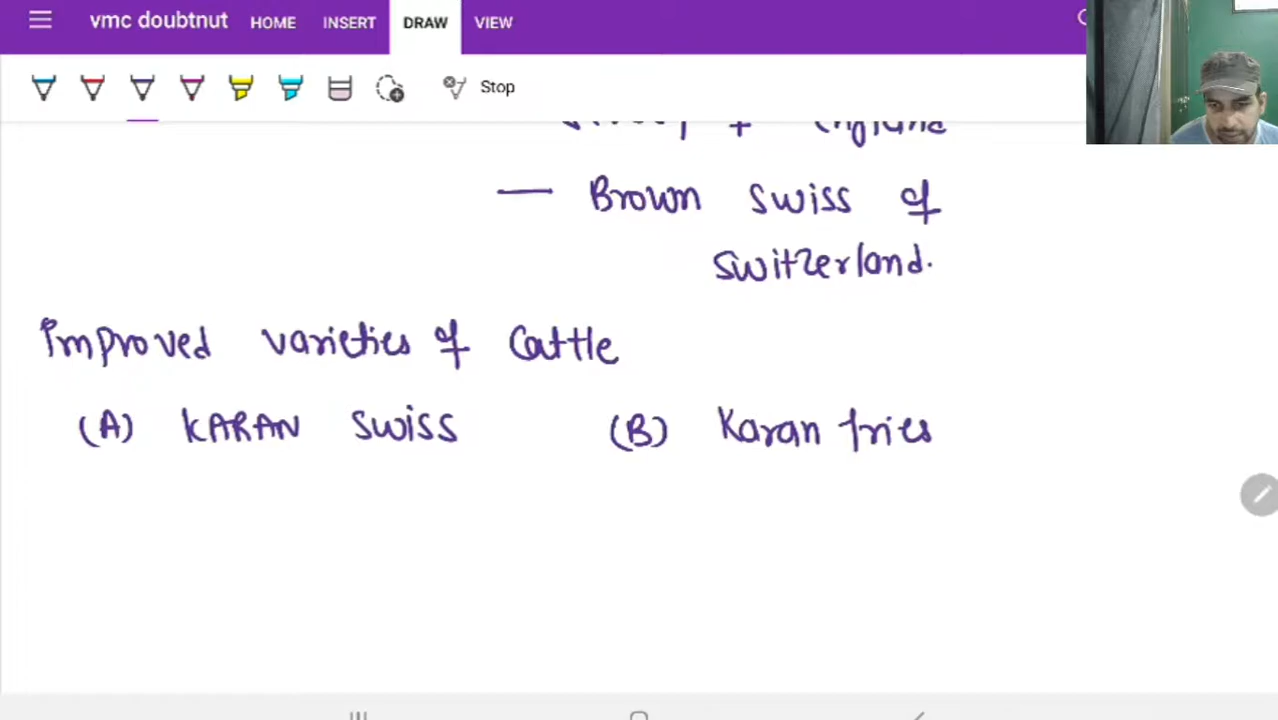 vmc doubtnut HOME INSERT DRAW VIEW
Stop
Brown swiss of
switzerland.
Improved varieties of Cattle
(A) KARAN SWiSS (B) Karan fries